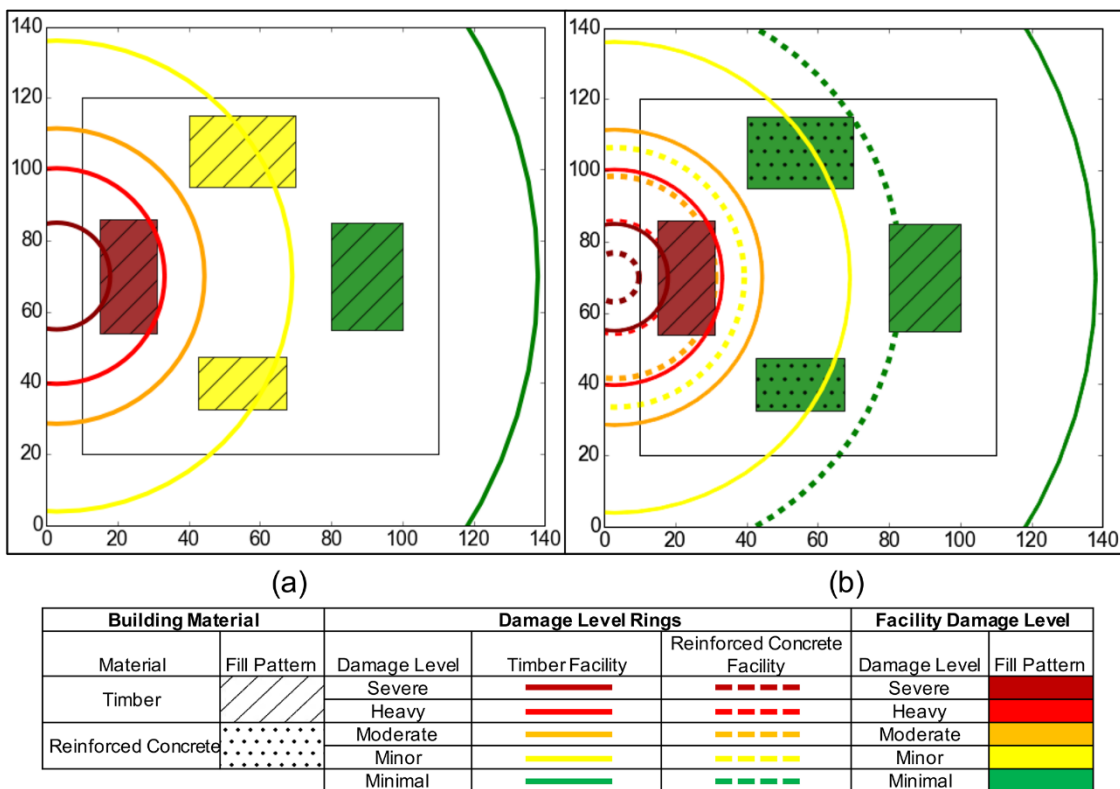 140
120
100
80
60
40
20
0
0 20 40 60 80 100 120 140
140
120
100
80
60
40
20
0
0 20 40 60 80 100 120 140
(a) (b)
Building Material Damage Level Rings Facility Damage Level
Material Fill Pattern Damage Level Timber Facility Reinforced Concrete Facility Damage Level Fill Pattern
Timber Severe Severe
Heavy Heavy
Reinforced Concrete Moderate Moderate
Minor Minor
Minimal Minimal